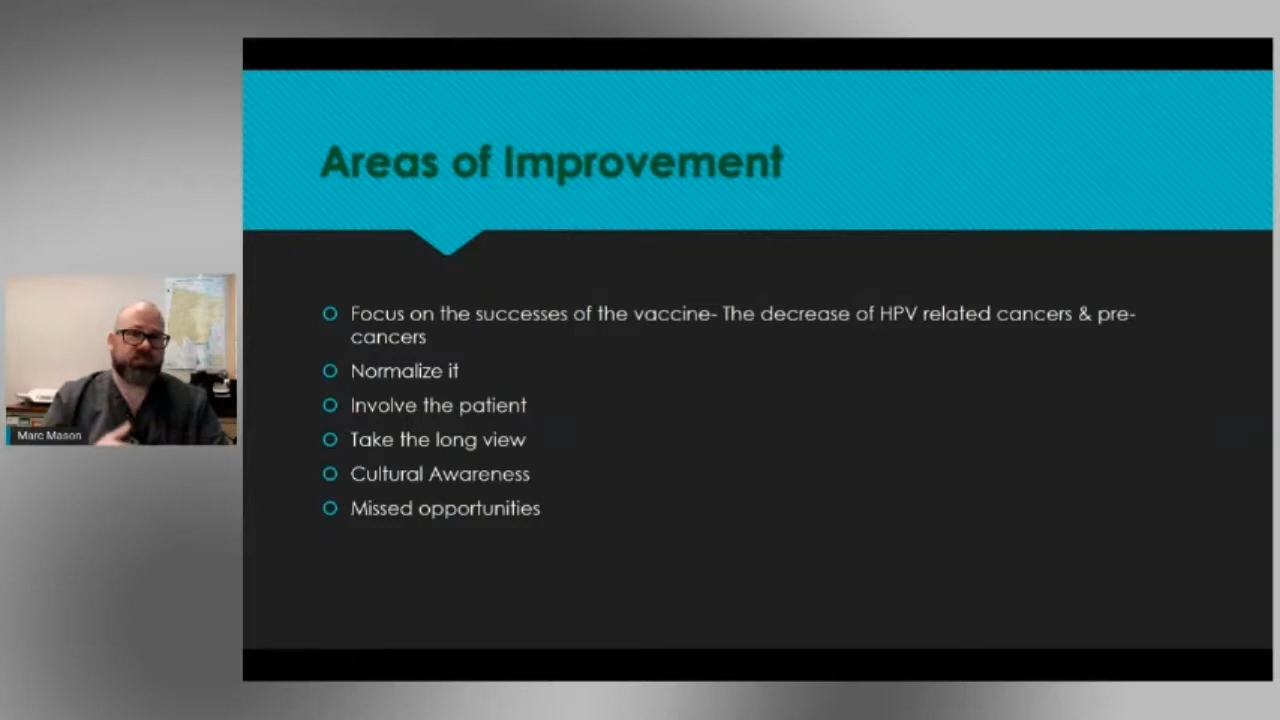 Areas of Improvement
Focus on the successes of the vaccine- The decrease of HPV related cancers & pre-
cancers
Normalize it
Involve the patient
Take the long view
Cultural Awareness
Missed opportunities
Marc Mason